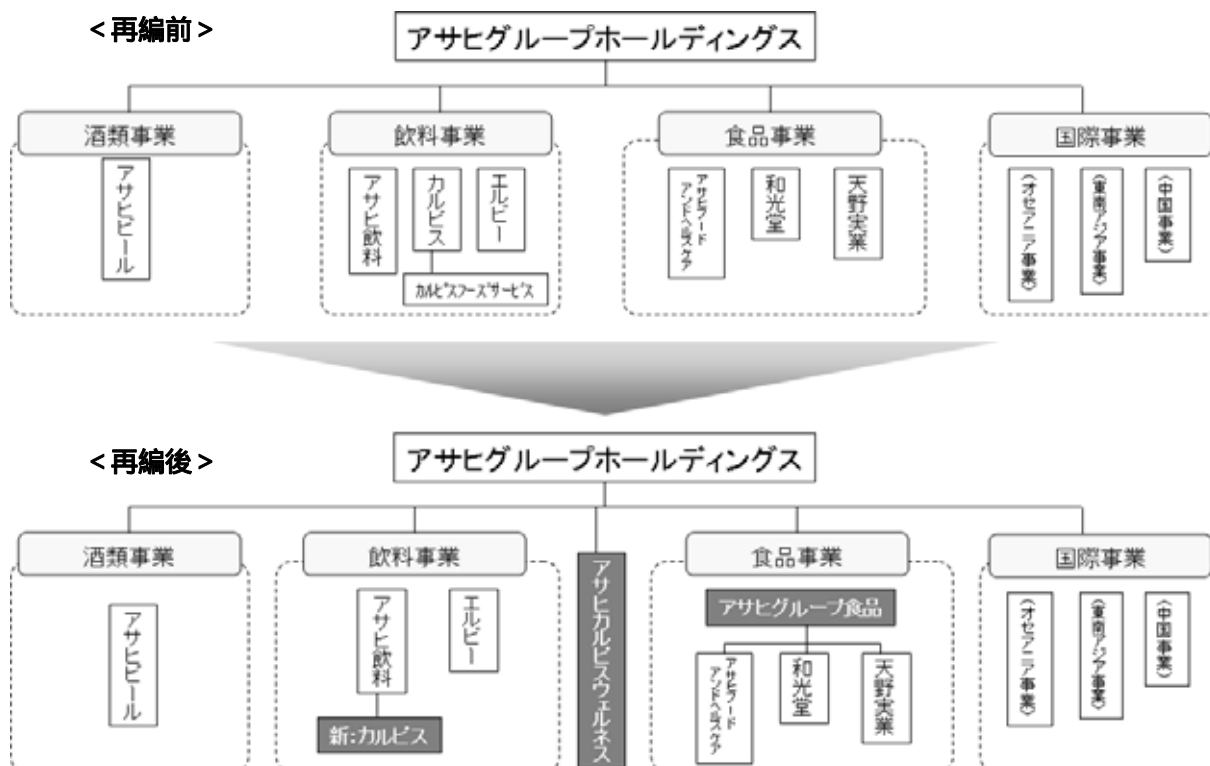 <再編前>
アサヒグループホールディングス
酒類事業
アサヒビール
飲料事業
アサヒ飲料
カルピス
エルビー
カルピスフーズサービス
食品事業
アサヒフード
アンドヘルスケア
和光堂
天野実業
国際事業
(オセアニア事業)
(東南アジア事業)
(中国事業)
<再編後>
アサヒグループホールディングス
酒類事業
アサヒビール
飲料事業
アサヒ飲料
エルビー
新:カルピス
アサヒカルピスウェルネス
食品事業
アサヒグループ食品
アサヒフード
アンドヘルスケア
和光堂
天野実業
国際事業
(オセアニア事業)
(東南アジア事業)
(中国事業)